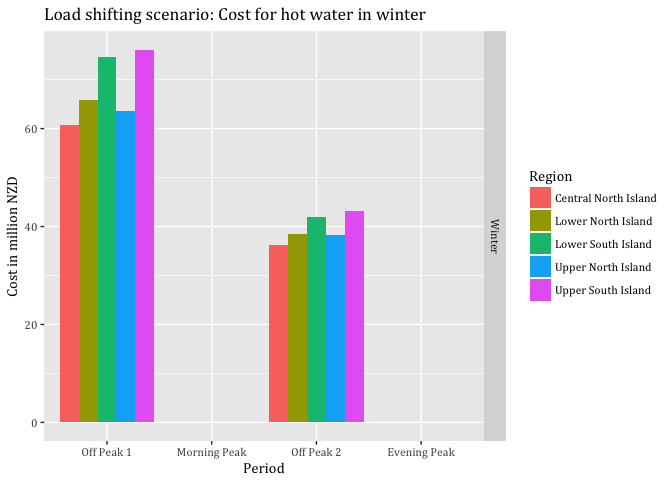 Load shifting scenario: Cost for hot water in winter
Cost in million NZD
60
40
20
0
Off Peak 1
Morning Peak
Off Peak 2
Evening Peak
Period
Winter
Region
Central North Island
Lower North Island
Lower South Island
Upper North Island
Upper South Island